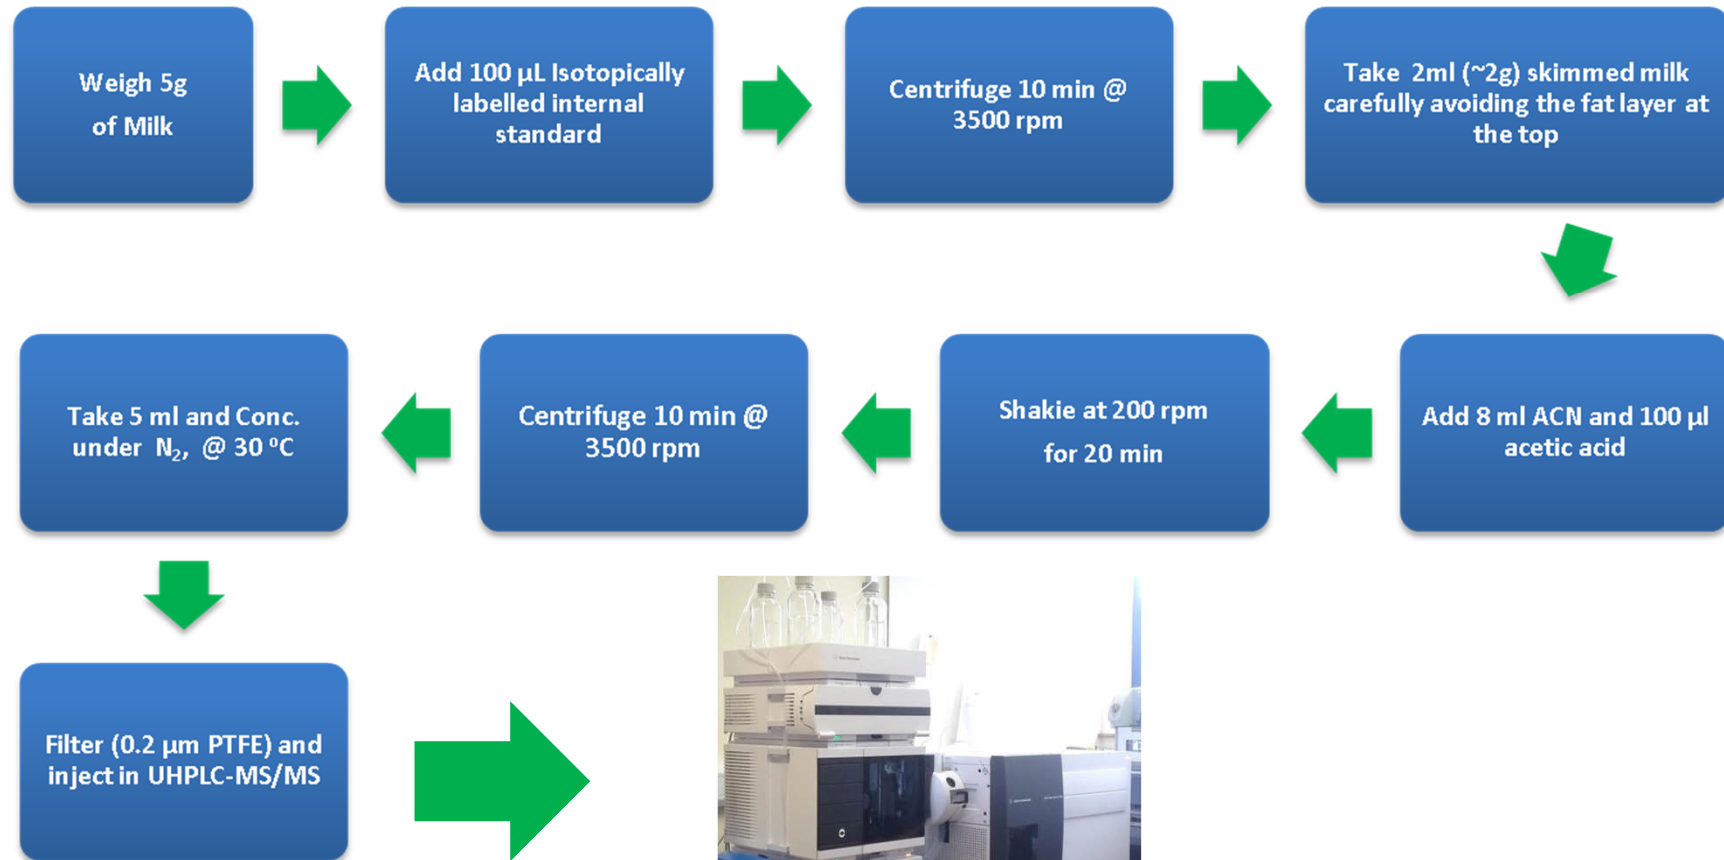 Weigh 5g
of Milk
Add 100 µL Isotopically
labelled internal
standard
Centrifuge 10 min @
3500 rpm
Take  2ml (~2g) skimmed milk
carefully avoiding the fat layer at
the top
Add 8 ml ACN and 100 µl
acetic acid
Shakie at 200 rpm
for 20 min
Centrifuge 10 min @
3500 rpm
Take 5 ml and Conc.
under  N₂,  @ 30 ºC
Filter (0.2 µm PTFE) and
inject in UHPLC-MS/MS